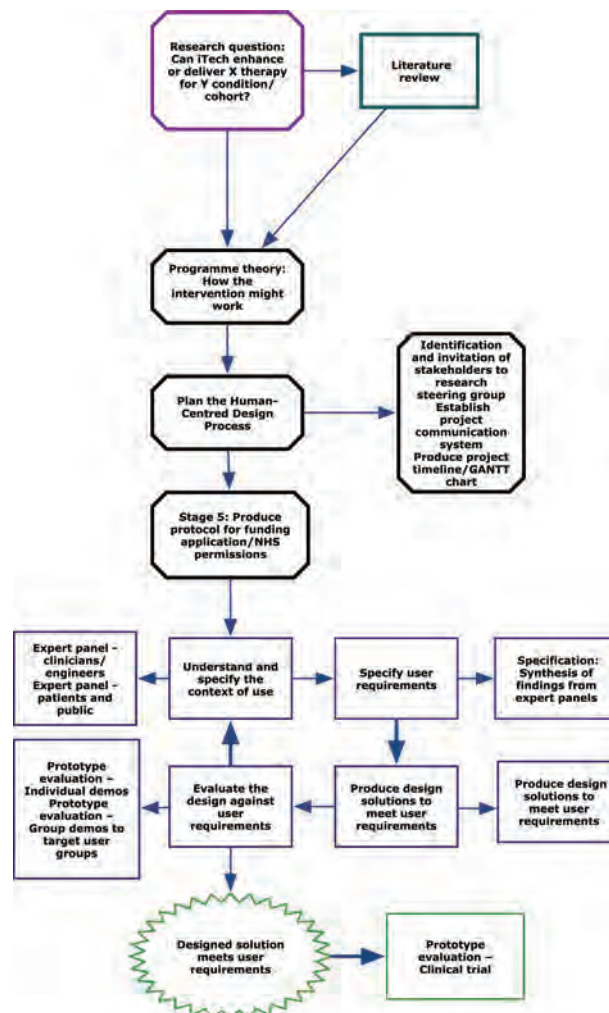 Research question:
Can iTech enhance
or deliver X therapy
for Y condition/
cohort?
Literature
review
Programme theory:
How the
intervention might
work
Plan the Human-
Centred Design
Process
Identification
and invitation of
stakeholders to
research
steering group
Establish
project
communication
system
Produce project
timeline/GANTT
chart
Stage 5: Produce
protocol for funding
application/NHS
permissions
Expert panel –
clinicians/
engineers
Expert panel –
patients and
public
Understand and
specify the
context of use
Specify user
requirements
Specification:
Synthesis of
findings from
expert panels
Prototype
evaluation –
Individual demos
Prototype
evaluation –
Group demos to
target user
groups
Evaluate the
design against
user
requirements
Produce design
solutions to
meet user
requirements
Produce design
solutions to
meet user
requirements
Designed solution
meets user
requirements
Prototype
evaluation –
Clinical trial